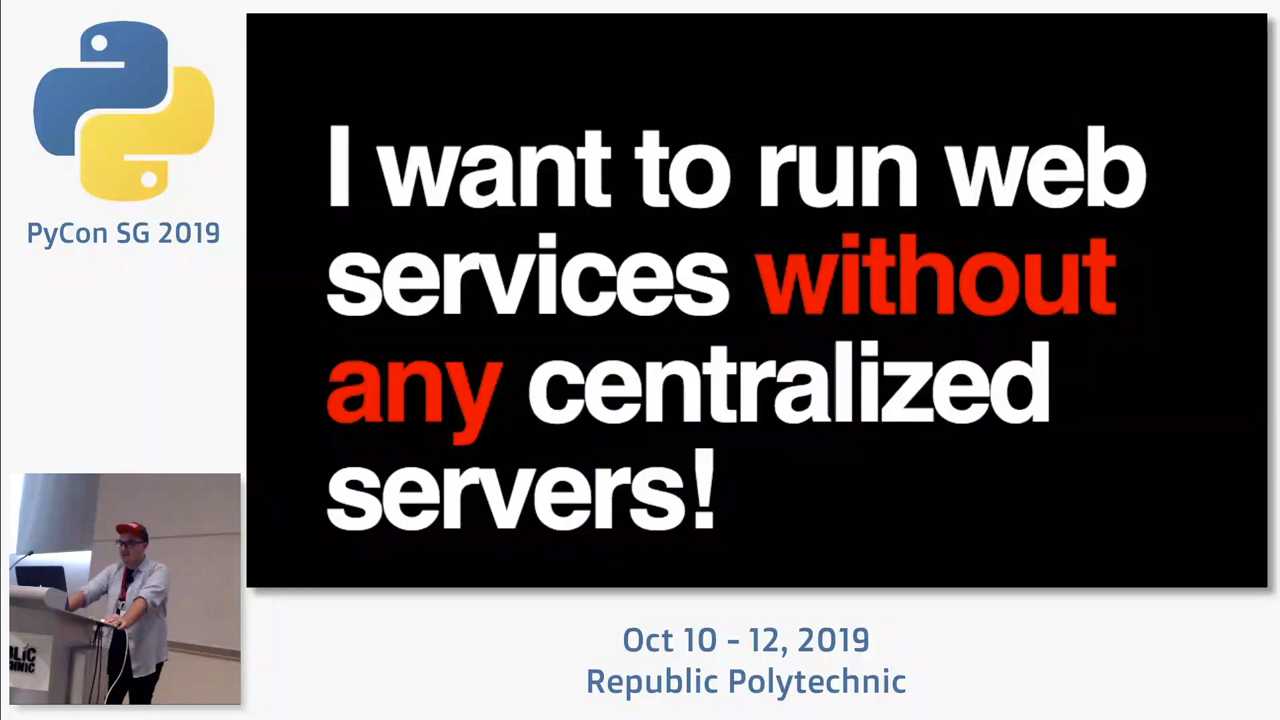 PyCon SG 2019
I want to run web
services without
any centralized
servers!
Oct 10 - 12, 2019
Republic Polytechnic